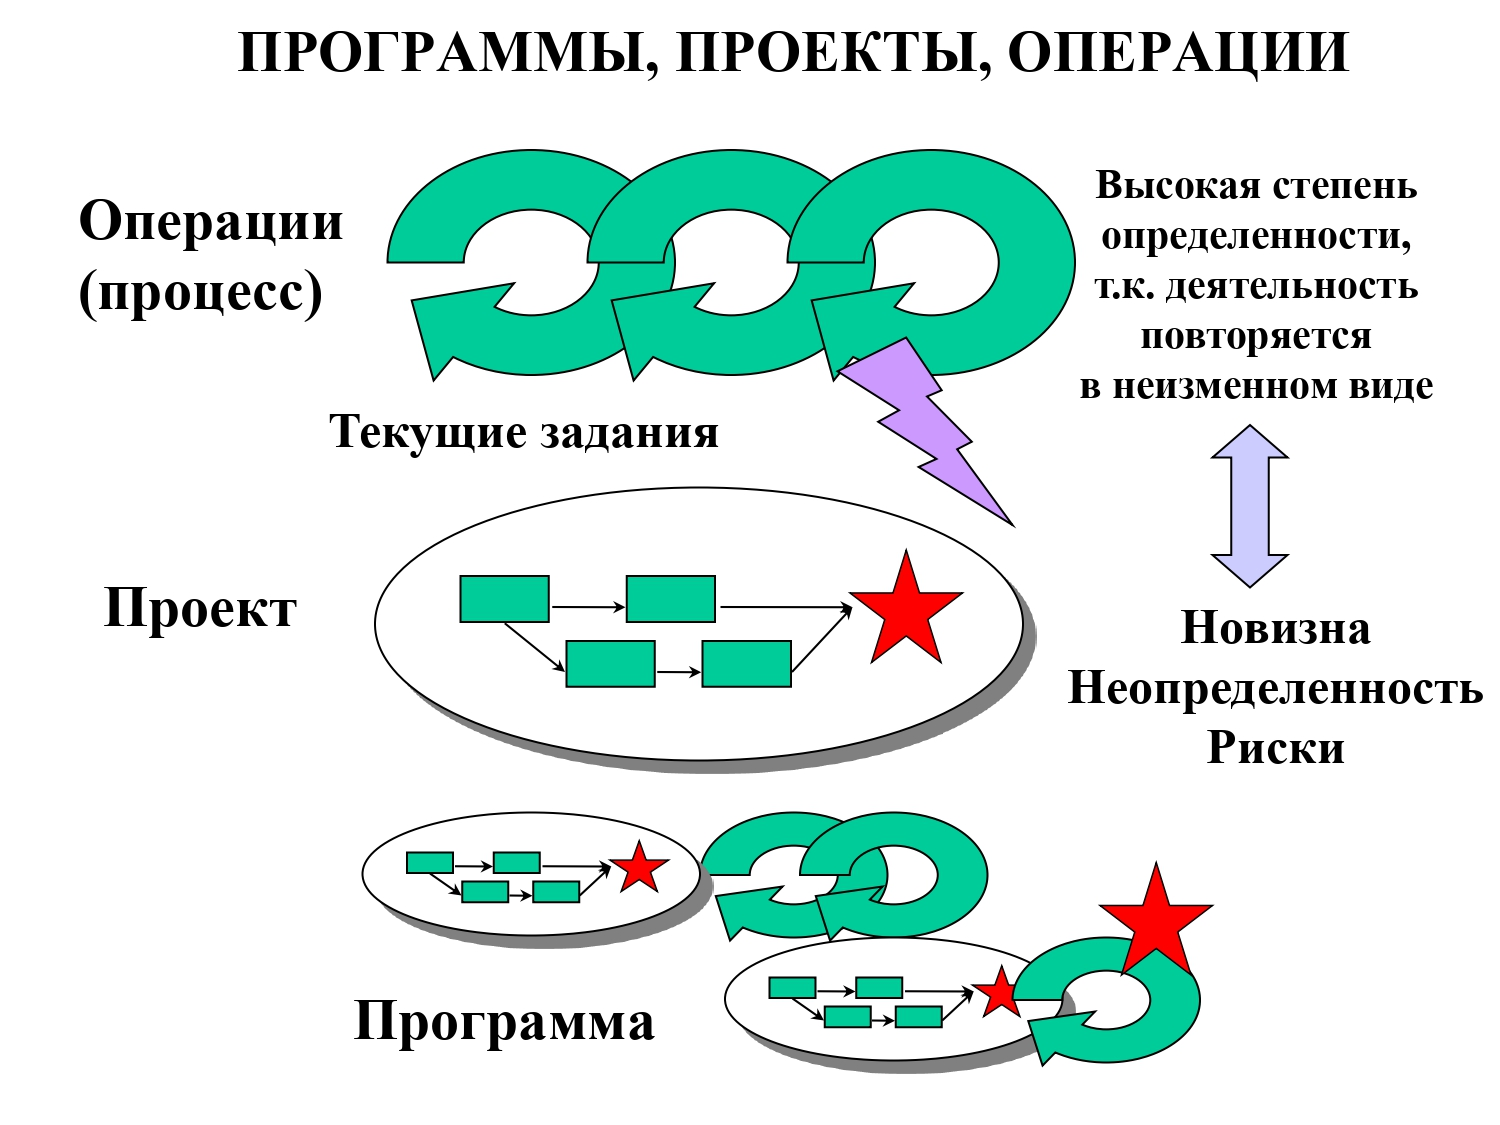 ПРОГРАММЫ, ПРОЕКТЫ, ОПЕРАЦИИ
Операции
(процесс)
Высокая степень
определенности,
т.к. деятельность
повторяется
в неизменном виде
Текущие задания
Проект
Новизна
Неопределенность
Риски
Программа